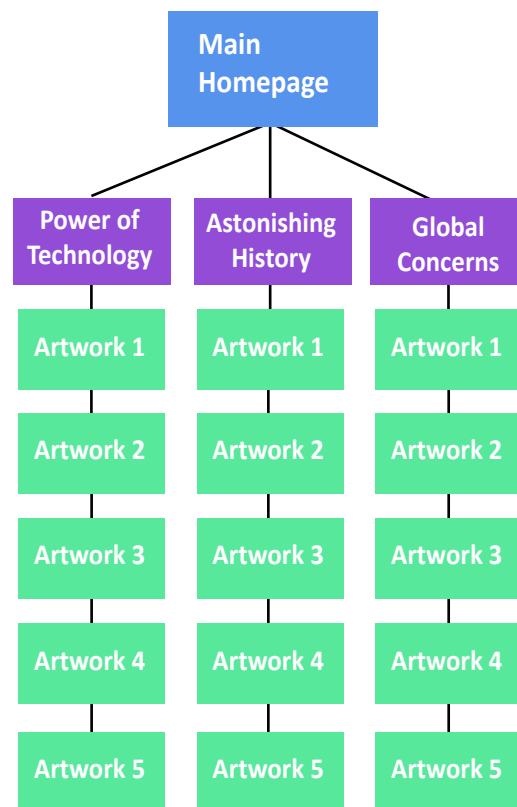 Main
Homepage
Power of
Technology
Astonishing
History
Global
Concerns
Artwork 1
Artwork 1
Artwork 1
Artwork 2
Artwork 2
Artwork 2
Artwork 3
Artwork 3
Artwork 3
Artwork 4
Artwork 4
Artwork 4
Artwork 5
Artwork 5
Artwork 5